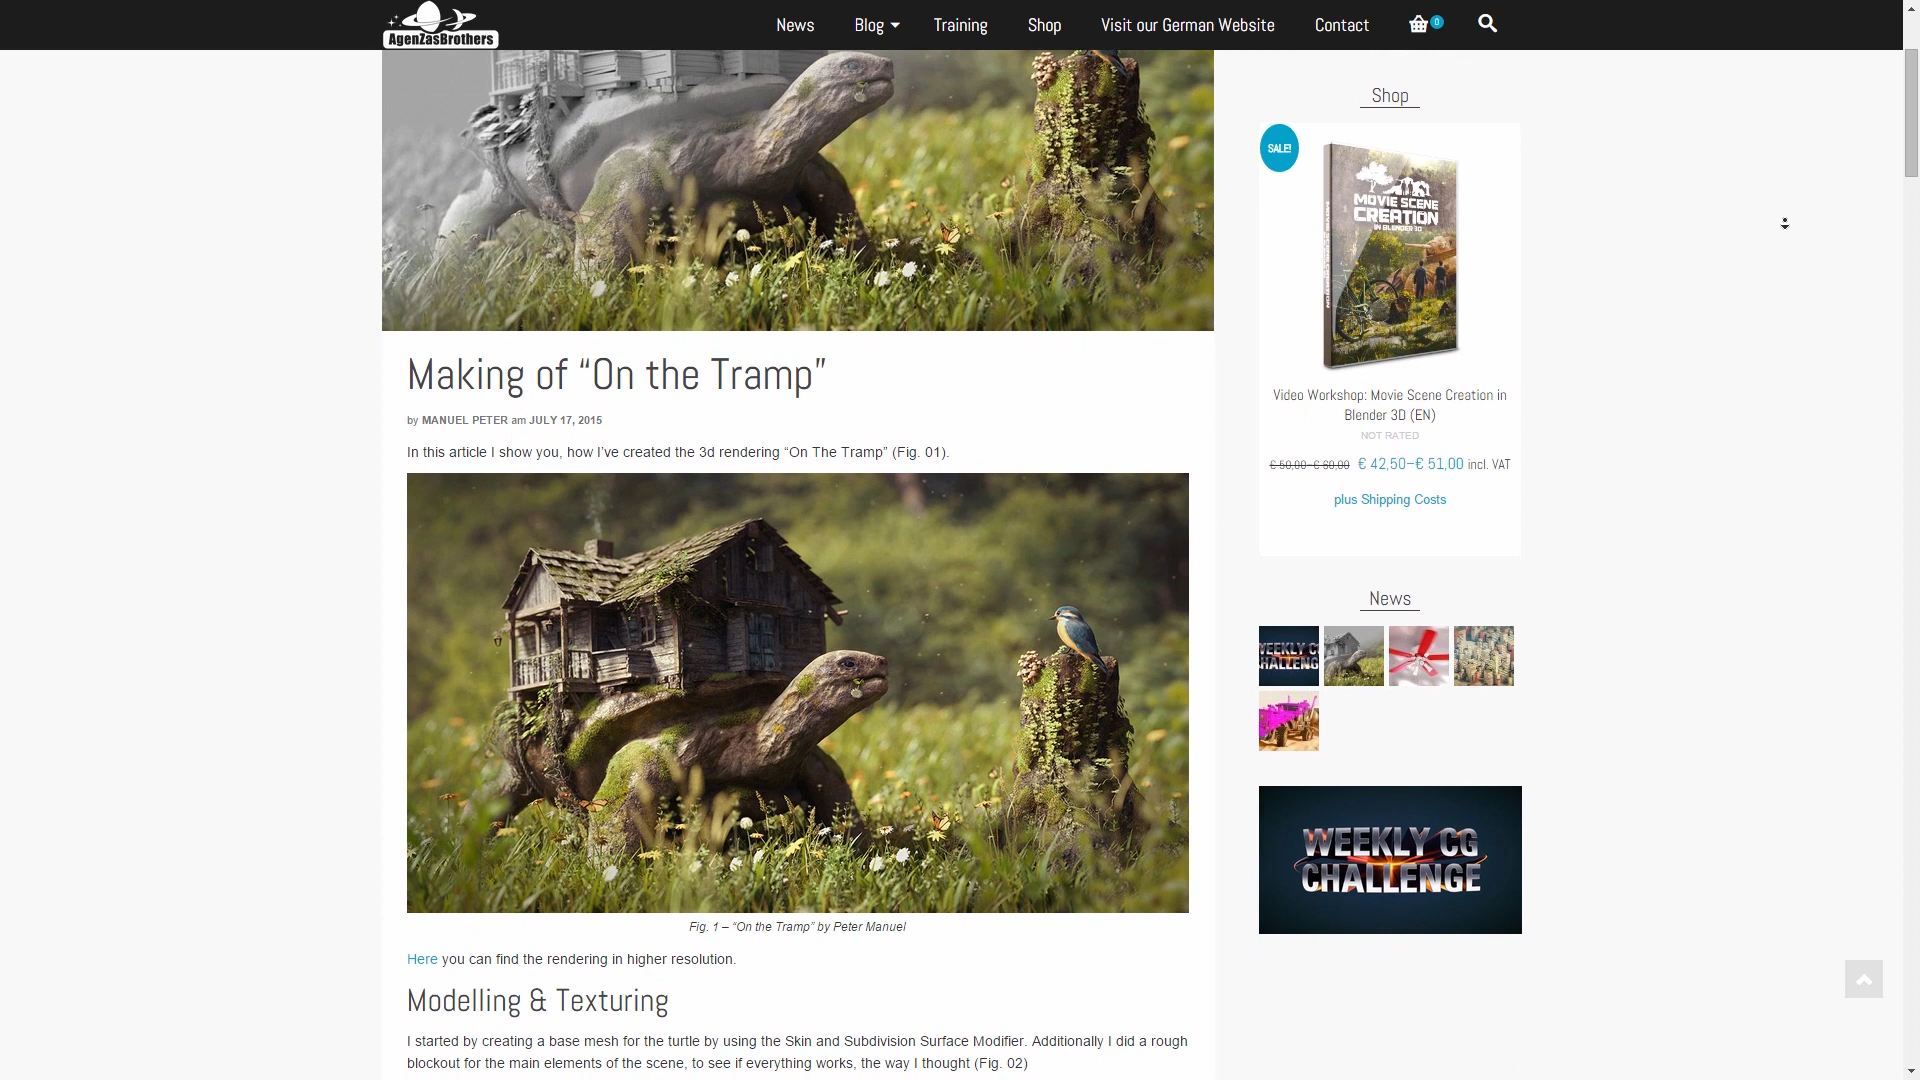 AgenZasBrothers
News
Blog
Training
Shop
Visit our German Website
Contact
0
Making of “On the Tramp”
by MANUEL PETER am JULY 17, 2015
In this article I show you, how I’ve created the 3d rendering “On The Tramp” (Fig. 01).
Fig. 1 – “On the Tramp” by Peter Manuel
Here you can find the rendering in higher resolution.
Modelling & Texturing
I started by creating a base mesh for the turtle by using the Skin and Subdivision Surface Modifier. Additionally I did a rough
blockout for the main elements of the scene, to see if everything works, the way I thought (Fig. 02)
Shop
SALE!
MOVIE SCENE
CREATION
IN BLENDER 3D
Video Workshop: Movie Scene Creation in
Blender 3D (EN)
NOT RATED
€ 50,00–€ 60,00 € 42,50–€ 51,00 incl. VAT
plus Shipping Costs
News
WEEKLY CG
CHALLENGE